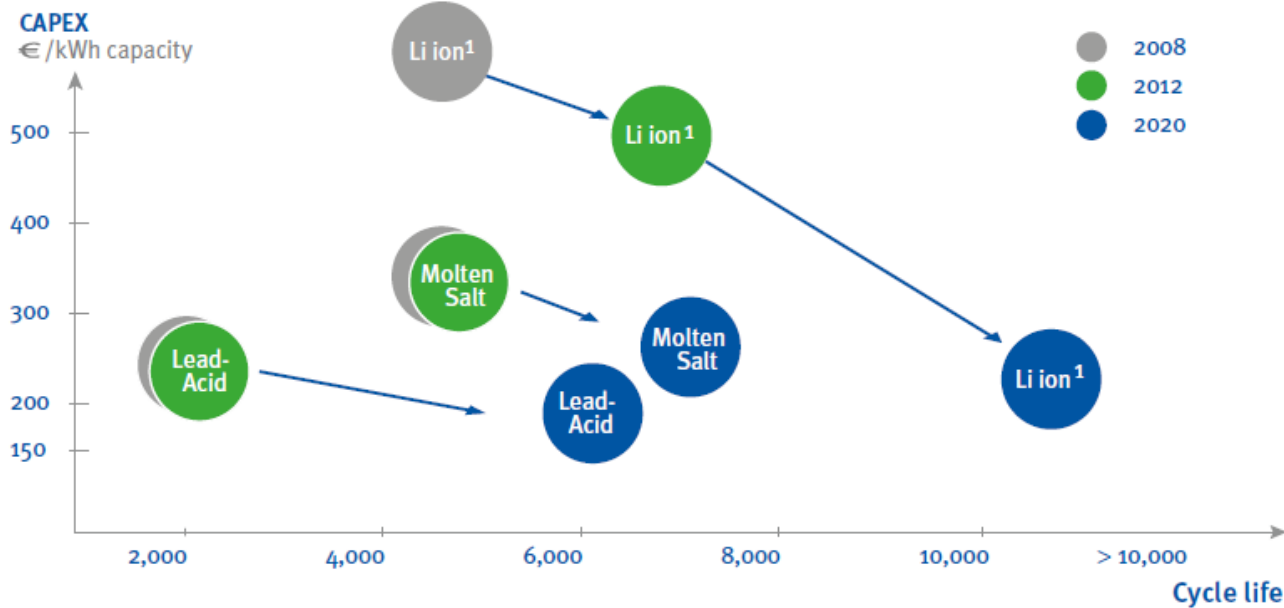 CAPEX
€/kWh capacity
Li ion¹
2008
2012
2020
500
Li ion¹
400
Molten
Salt
300
Molten
Salt
Lead-
Acid
Li ion¹
200
Lead-
Acid
150
2,000
4,000
6,000
8,000
10,000
> 10,000
Cycle life